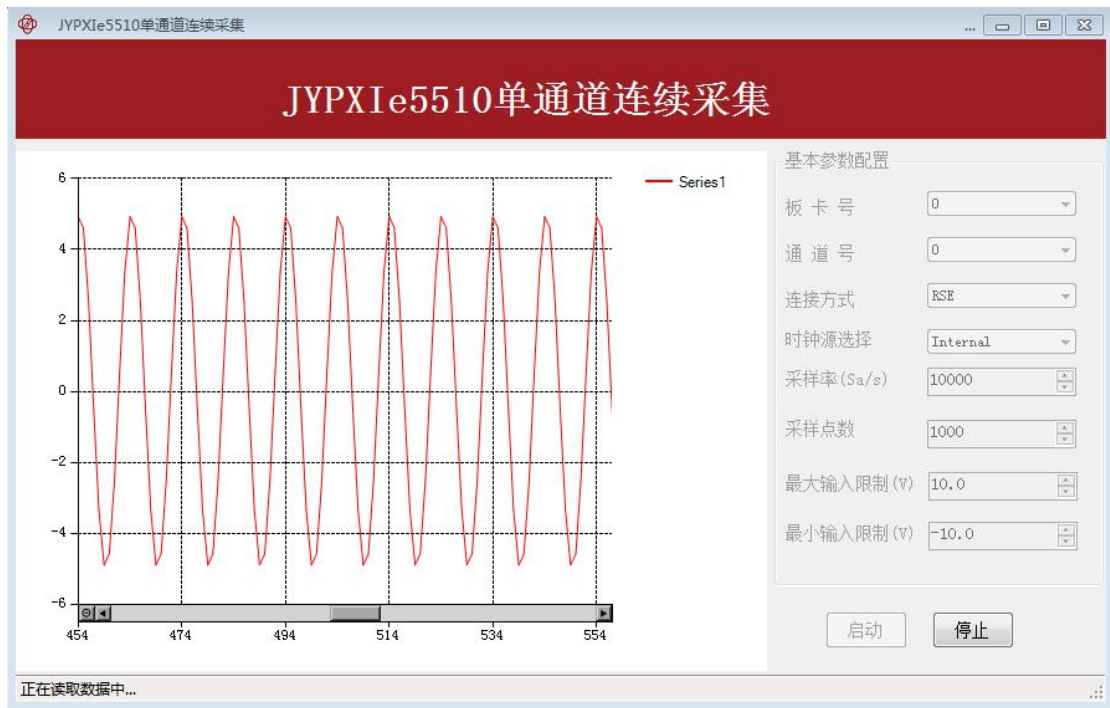 JYPXIe5510单通道连续采集
...
JYPXIe5510单通道连续采集
6
4
2
0
-2
-4
-6
454 474 494 514 534 554
Series1
基本参数配置
板 卡 号 0
通 道 号 0
连接方式 RSE
时钟源选择 Internal
采样率(Sa/s) 10000
采样点数 1000
最大输入限制(V) 10.0
最小输入限制(V) -10.0
启动 停止
正在读取数据中...